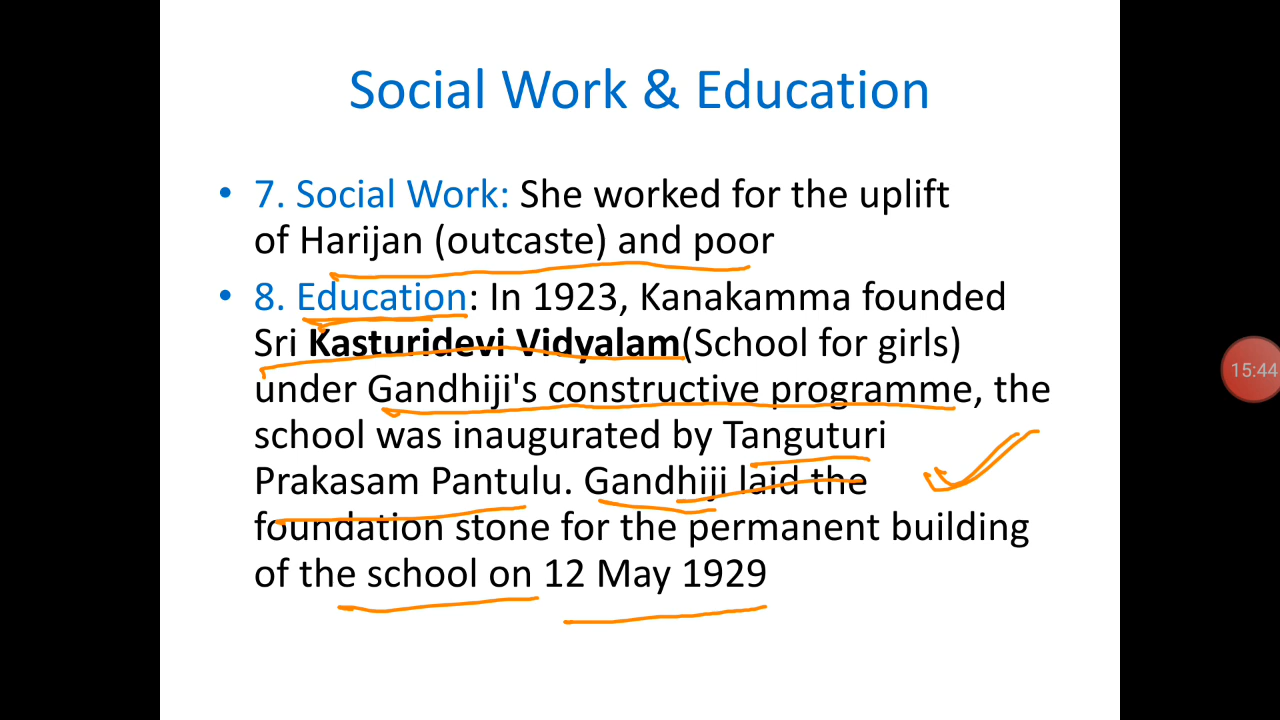 Social Work & Education
• 7. Social Work: She worked for the uplift
of Harijan (outcaste) and poor
• 8. Education: In 1923, Kanakamma founded
Sri Kasturidevi Vidyalam(School for girls)
under Gandhiji's constructive programme, the
school was inaugurated by Tanguturi
Prakasam Pantulu. Gandhiji laid the
foundation stone for the permanent building
of the school on 12 May 1929
15:44